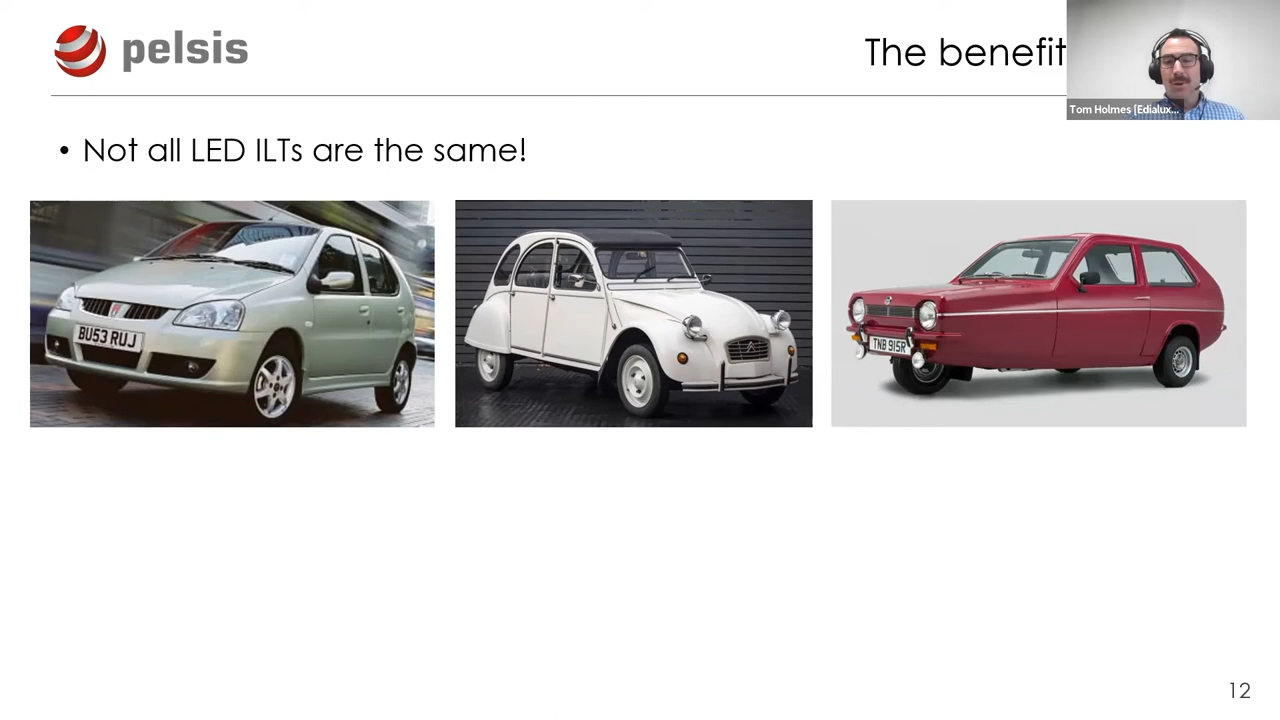 pelsis
The benefit
Tom Holmes [Edialux...
• Not all LED ILTs are the same!
BU53 RUJ
TNB 915R
12